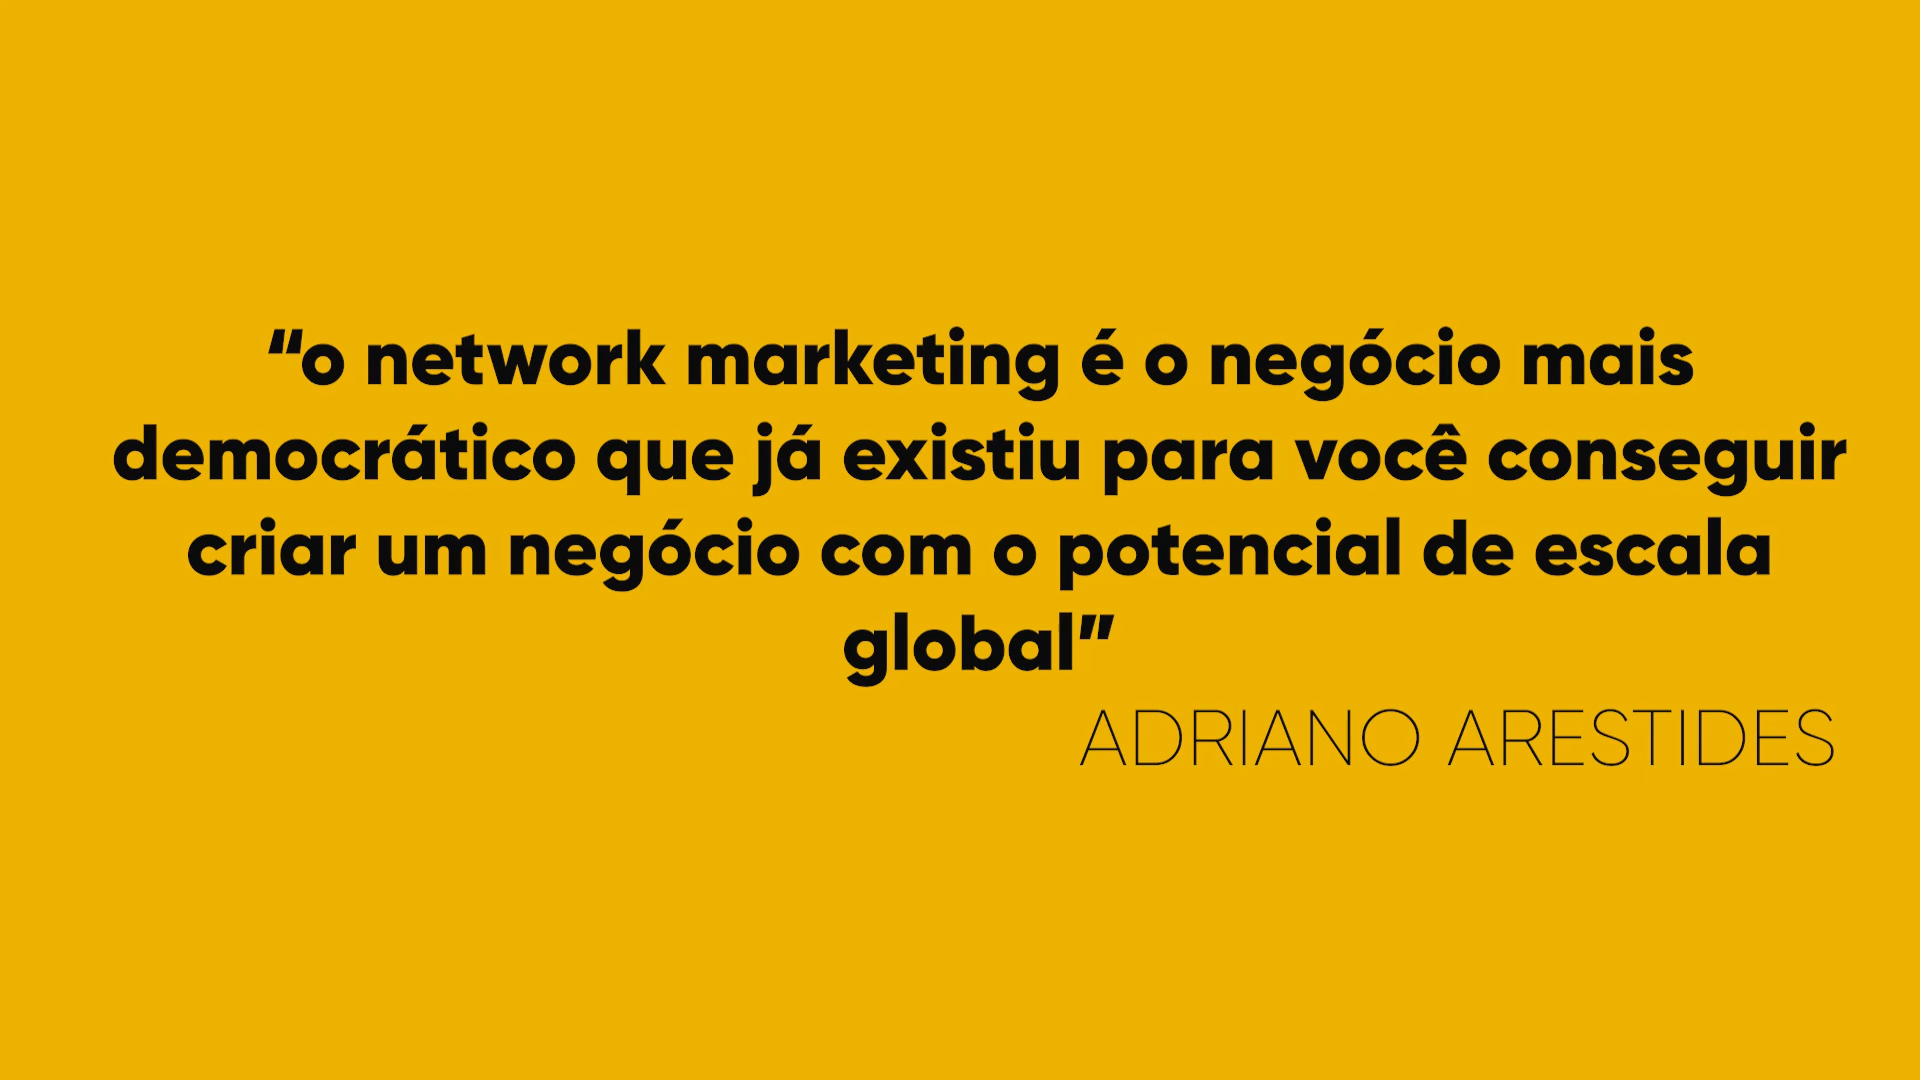 “o network marketing é o negócio mais
democrático que já existiu para você conseguir
criar um negócio com o potencial de escala
global”
ADRIANO ARESTIDES